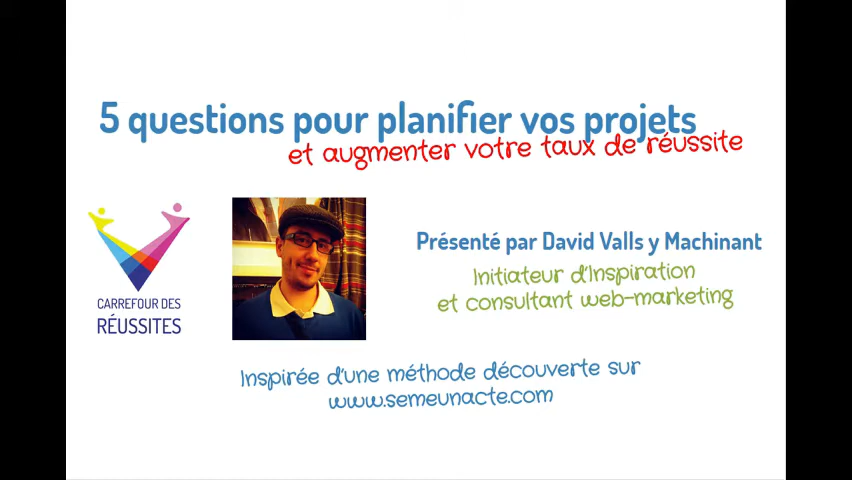 5 questions pour planifier vos projets
et augmenter votre taux de réussite
CARREFOUR DES
RÉUSSITES
Présenté par David Valls y Machinant
Initiateur d'Inspiration
et consultant web-marketing
Inspirée d'une méthode découverte sur
www.semeunacte.com